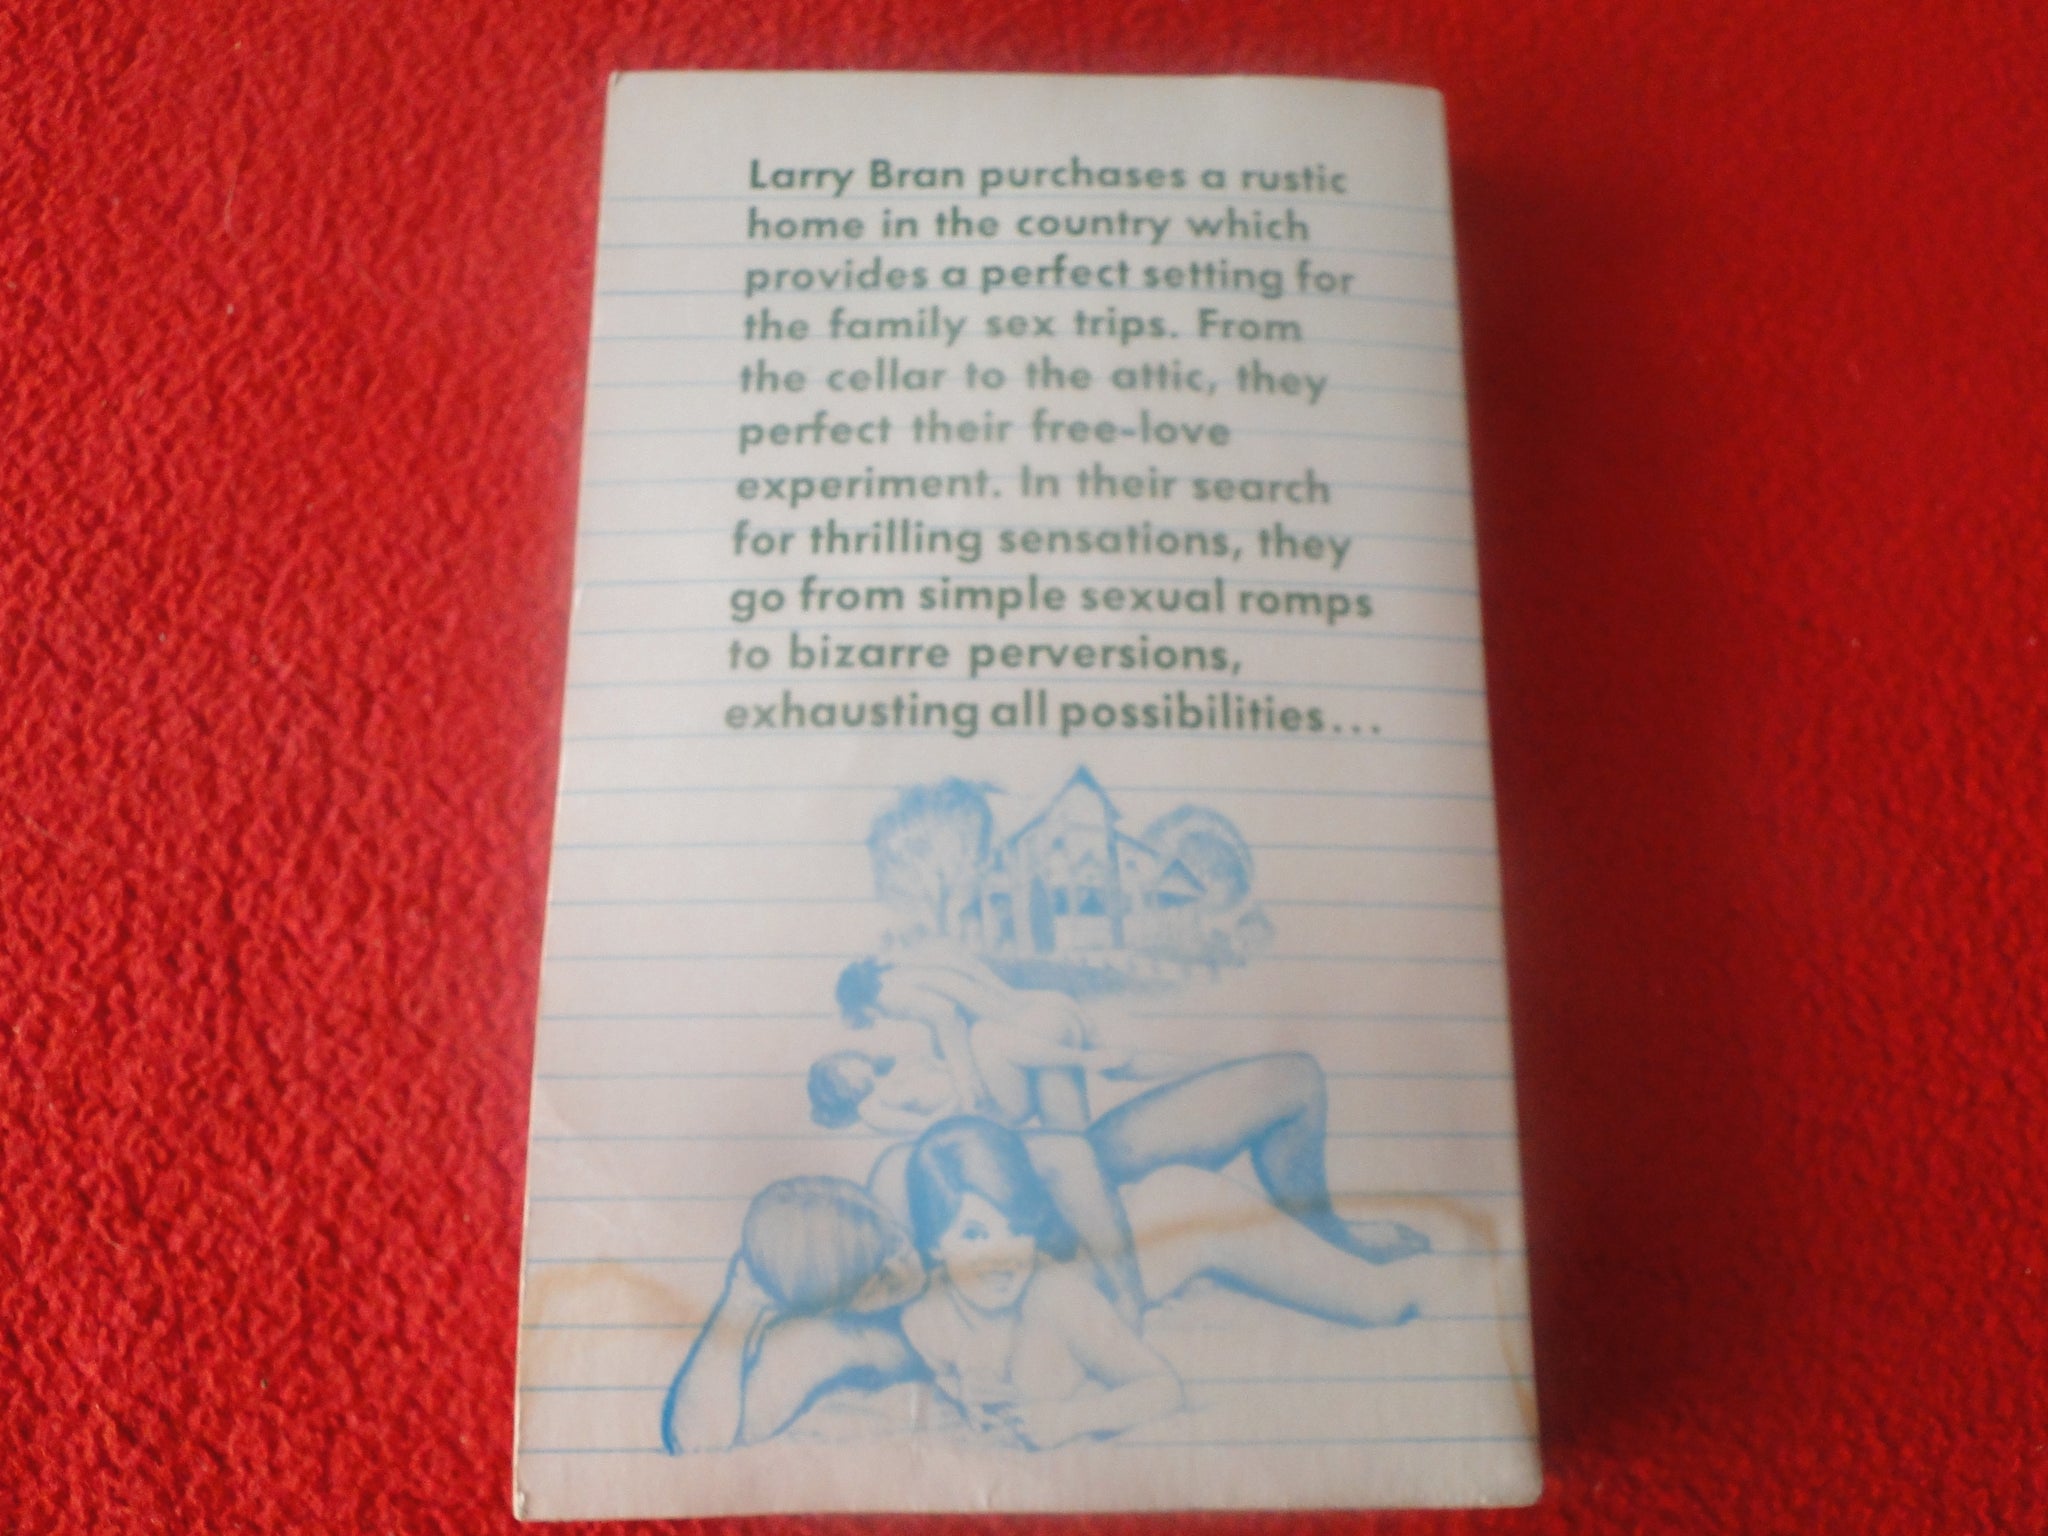 Larry Bran purchases a rustic
home in the country which
provides a perfect setting for
the family sex trips. From
the cellar to the attic, they
perfect their free-love
experiment. In their search
for thrilling sensations, they
go from simple sexual romps
to bizarre perversions,
exhausting all possibilities...